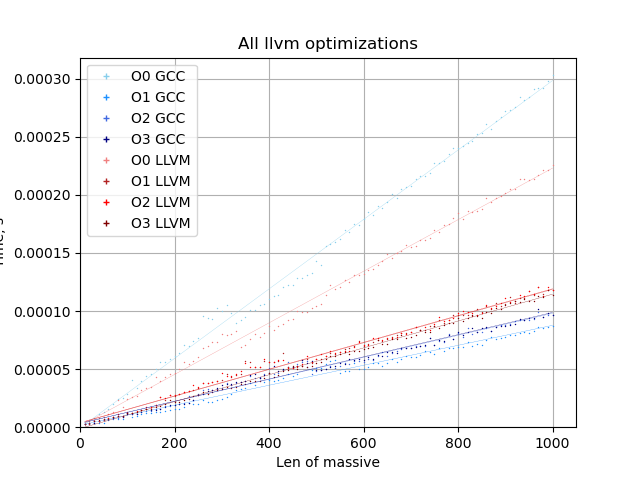 All llvm optimizations
0.00030
0.00025
0.00020
0.00015
0.00010
0.00005
0.00000
O0 GCC
O1 GCC
O2 GCC
O3 GCC
O0 LLVM
O1 LLVM
O2 LLVM
O3 LLVM
0 200 400 600 800 1000
Len of massive